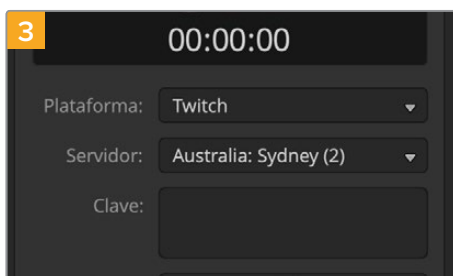 3
00:00:00
Plataforma: Twitch
Servidor: Australia: Sydney (2)
Clave: